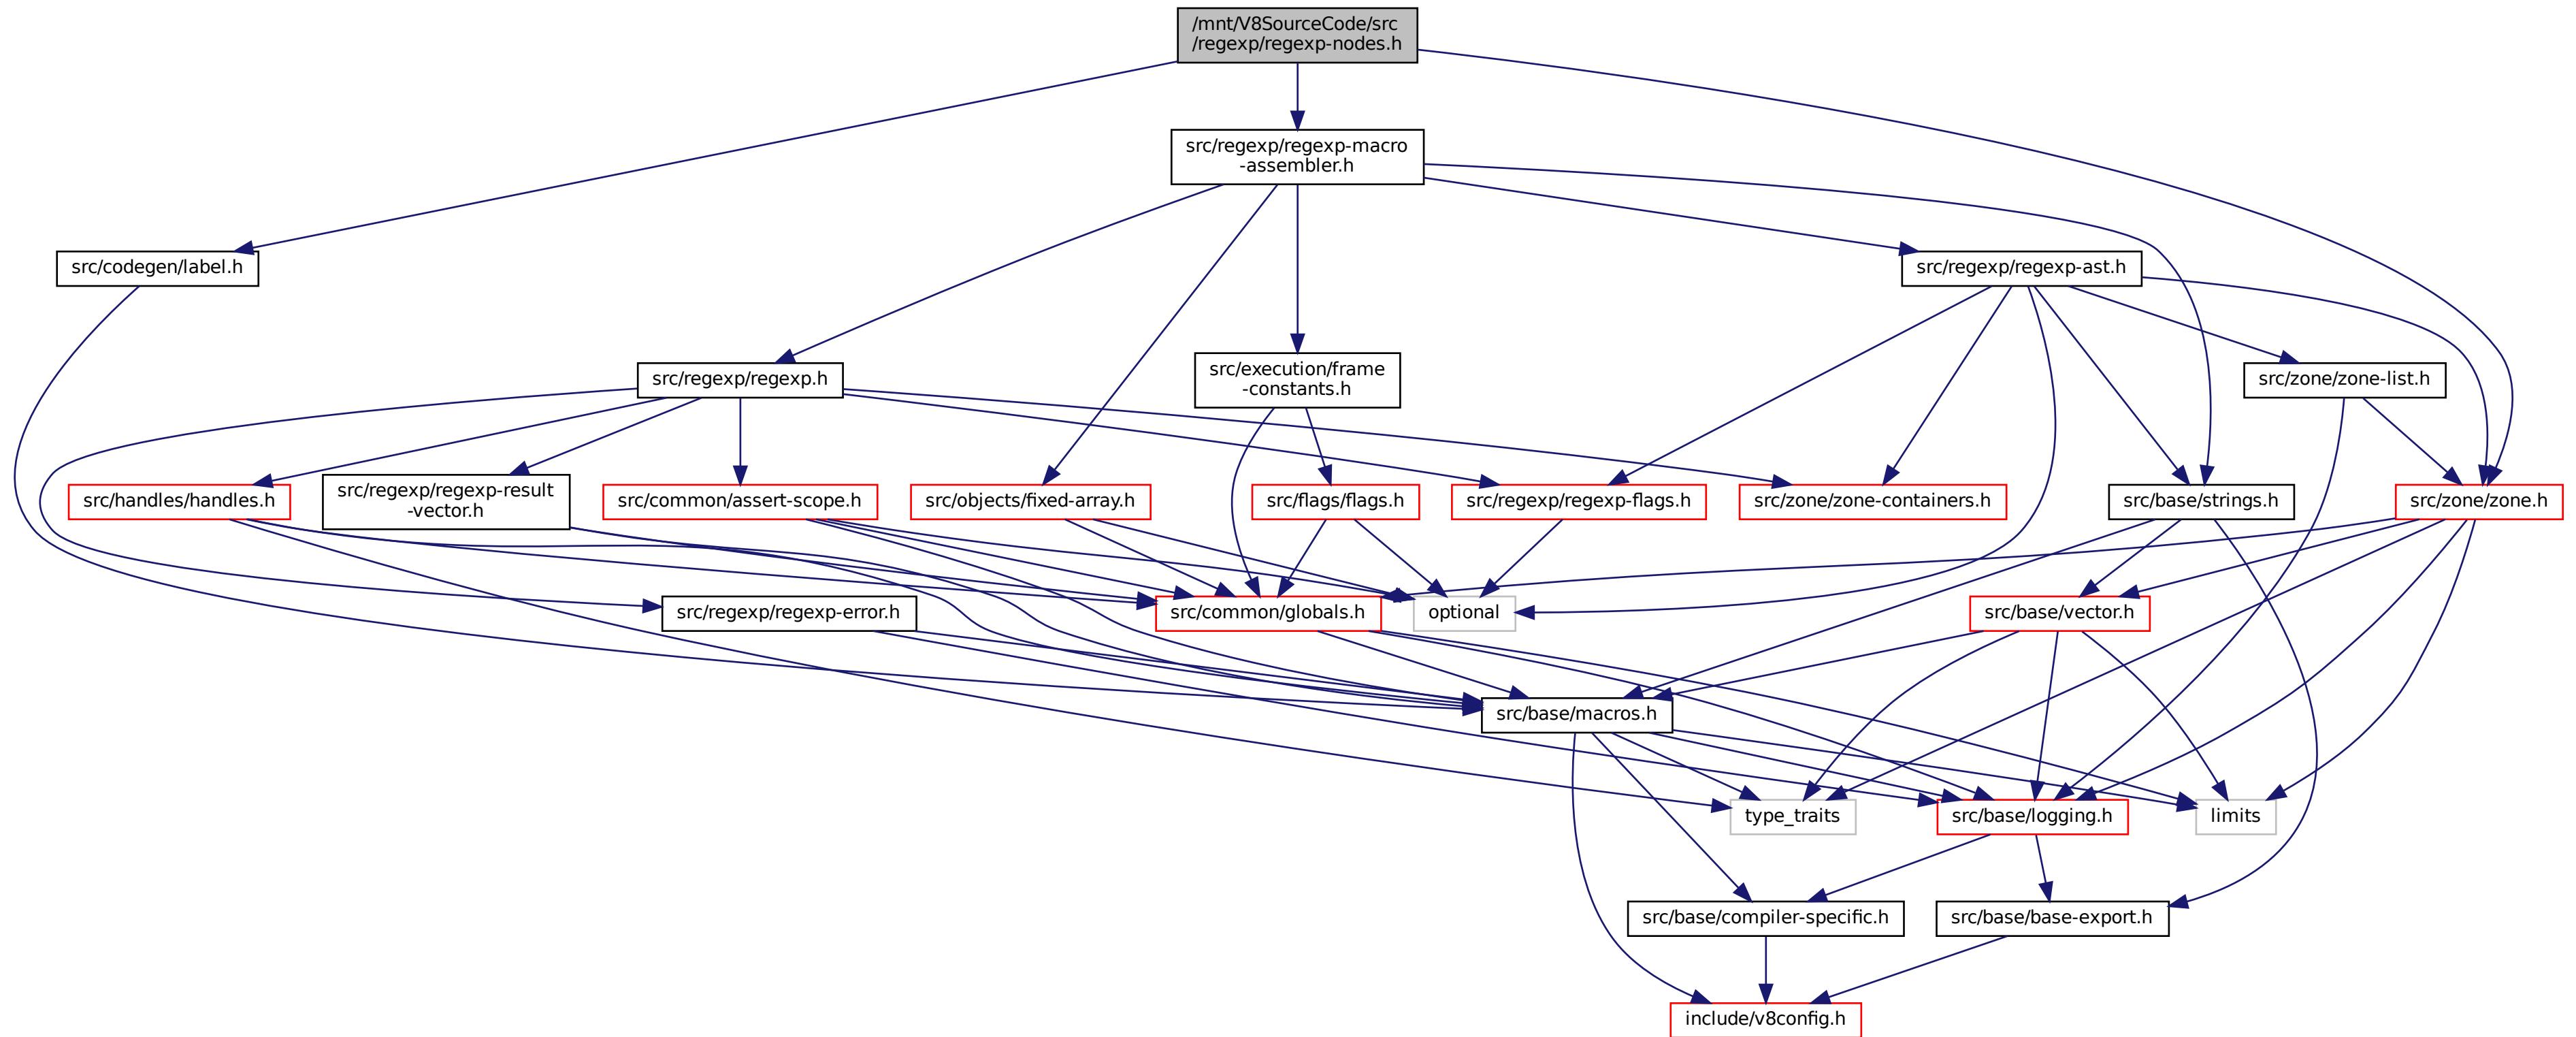 /mnt/V8SourceCode/src
/regexp/regexp-nodes.h
src/regexp/regexp-macro
-assembler.h
src/codegen/label.h
src/regexp/regexp-ast.h
src/regexp/regexp.h
src/execution/frame
-constants.h
src/zone/zone-list.h
src/handles/handles.h
src/regexp/regexp-result
-vector.h
src/common/assert-scope.h
src/objects/fixed-array.h
src/flags/flags.h
src/regexp/regexp-flags.h
src/zone/zone-containers.h
src/base/strings.h
src/zone/zone.h
src/regexp/regexp-error.h
src/common/globals.h
optional
src/base/vector.h
src/base/macros.h
type_traits
src/base/logging.h
limits
src/base/compiler-specific.h
src/base/base-export.h
include/v8config.h